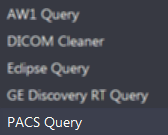 AW1 Query
DICOM Cleaner
Eclipse Query
GE Discovery RT Query
PACS Query